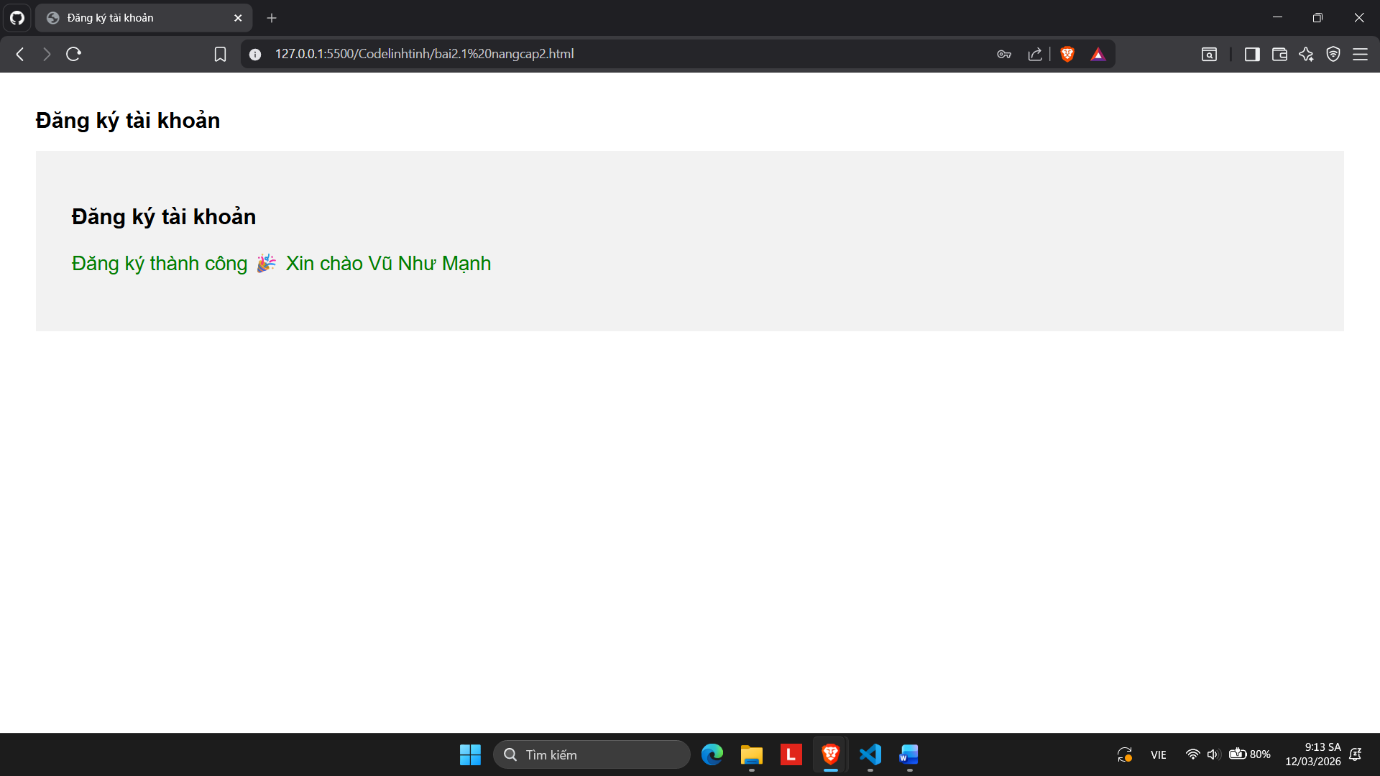 Đăng ký tài khoản
127.0.0.1:5500/Codelinhtinh/bai2.1%20nangcap2.html
Đăng ký tài khoản
Đăng ký tài khoản
Đăng ký thành công 🎉 Xin chào Vũ Như Mạnh
Tìm kiếm
L
W
VIE
80%
9:13 SA
12/03/2026